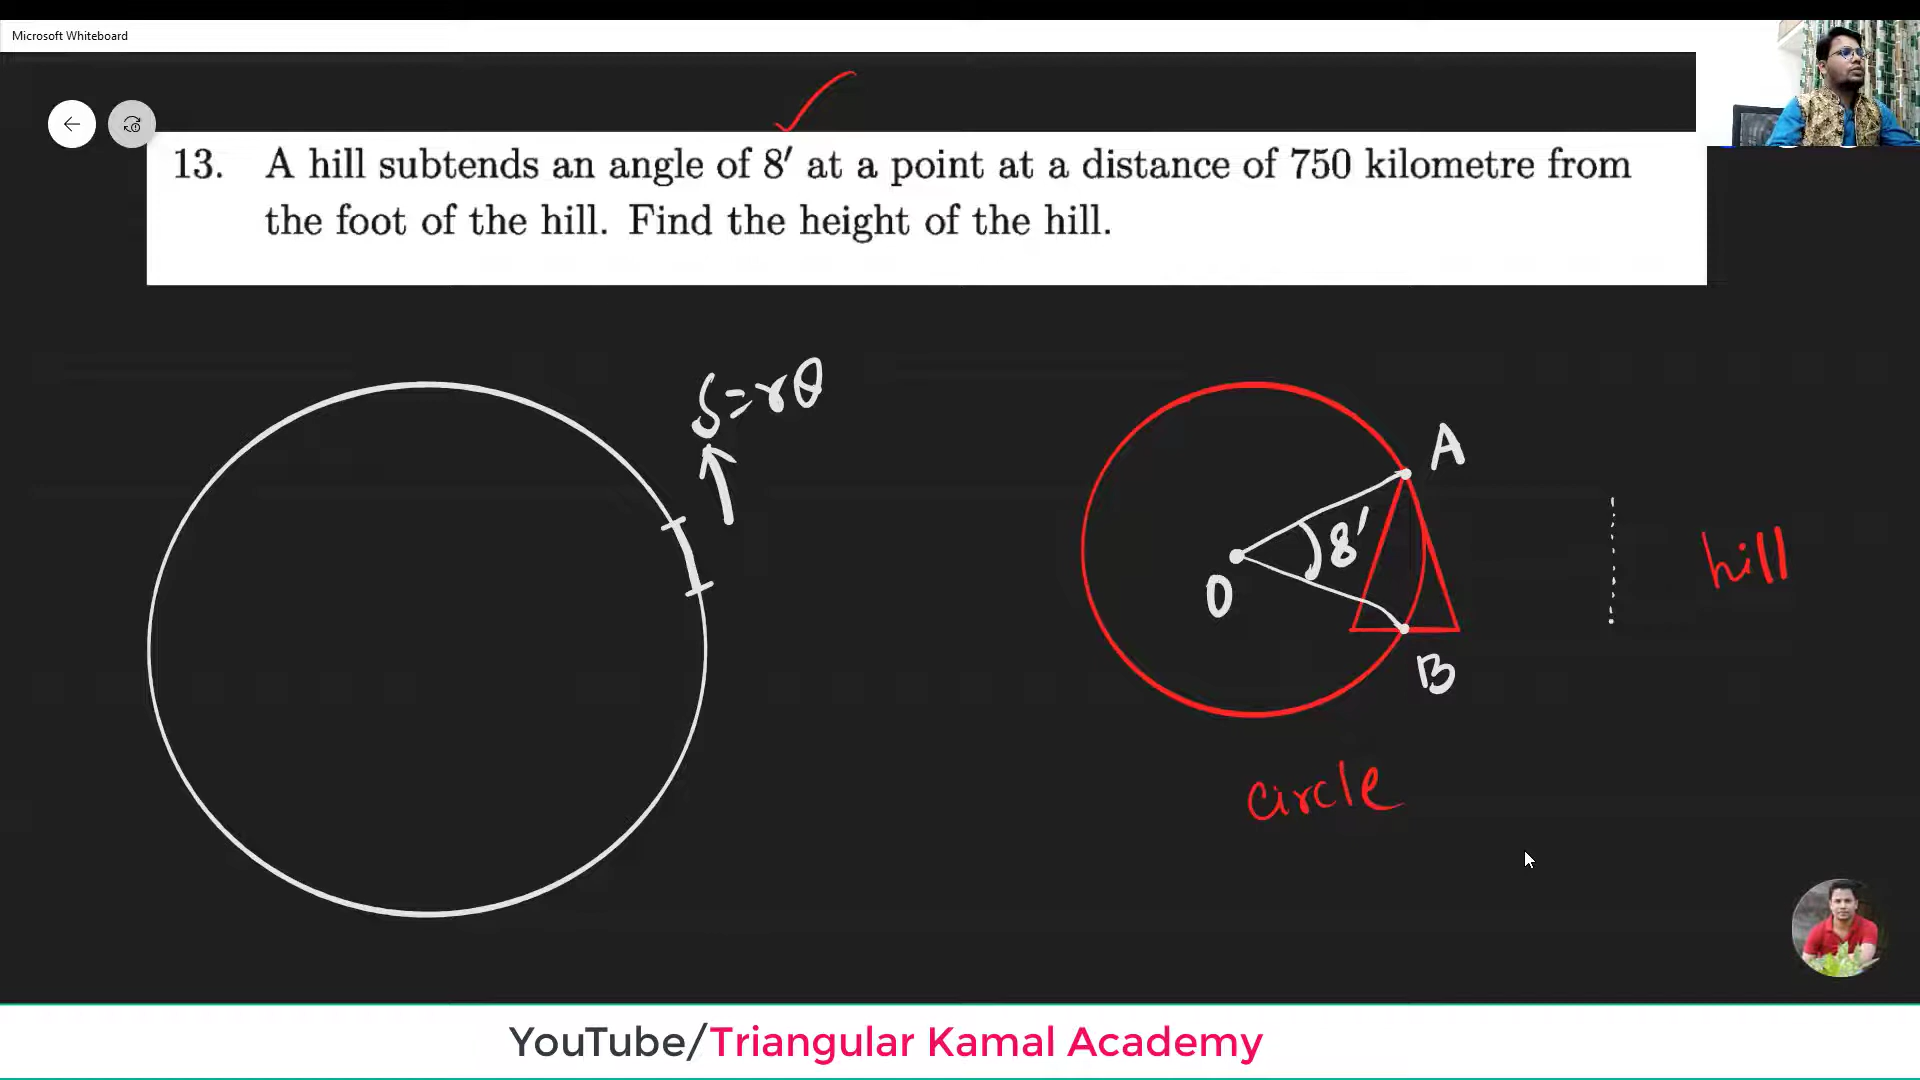 Microsoft Whiteboard
13. A hill subtends an angle of 8′ at a point at a distance of 750 kilometre from
the foot of the hill. Find the height of the hill.
S=rθ
A
8′
O
hill
B
circle
YouTube/Triangular Kamal Academy